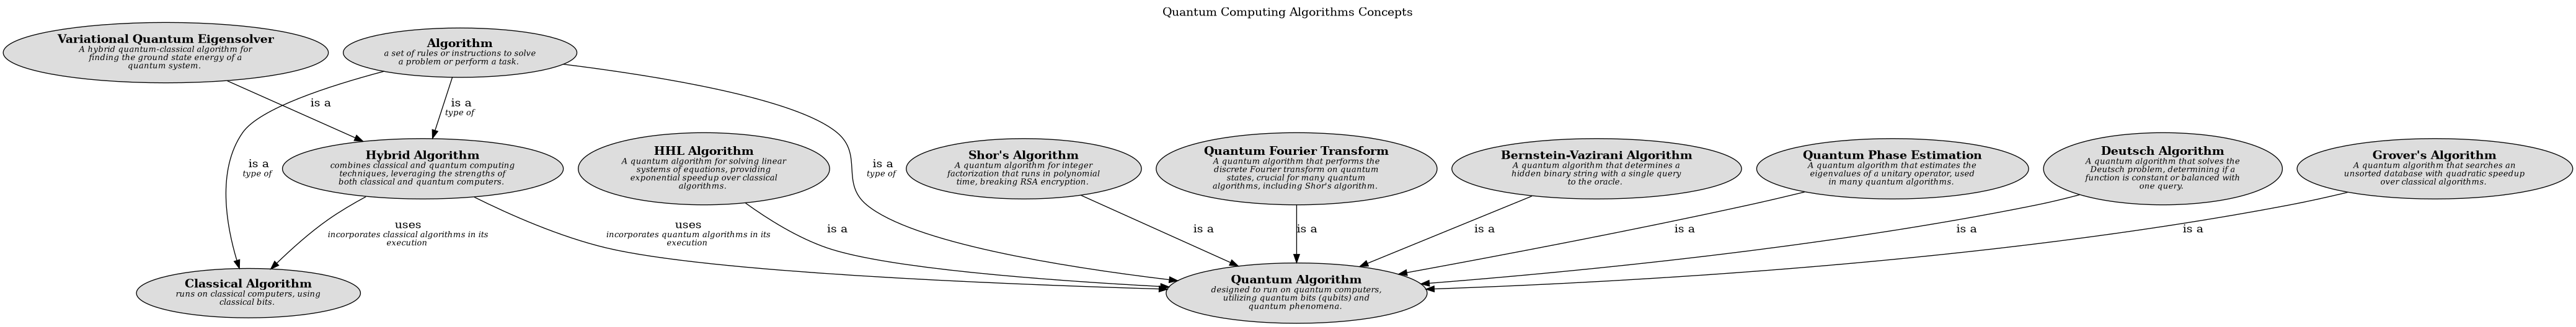 Quantum Computing Algorithms Concepts
Variational Quantum Eigensolver
A hybrid quantum-classical algorithm for
finding the ground state energy of a
quantum system.
Algorithm
a set of rules or instructions to solve
a problem or perform a task.
is a
is a
type of
Hybrid Algorithm
combines classical and quantum computing
techniques, leveraging the strengths of
both classical and quantum computers.
HHL Algorithm
A quantum algorithm for solving linear
systems of equations, providing
exponential speedup over classical
algorithms.
Shor's Algorithm
A quantum algorithm for integer
factorization that runs in polynomial
time, breaking RSA encryption.
Quantum Fourier Transform
A quantum algorithm that performs the
discrete Fourier transform on quantum
states, crucial for many quantum
algorithms, including Shor's algorithm.
Bernstein-Vazirani Algorithm
A quantum algorithm that determines a
hidden binary string with a single query
to the oracle.
Quantum Phase Estimation
A quantum algorithm that estimates the
eigenvalues of a unitary operator, used
in many quantum algorithms.
Deutsch Algorithm
A quantum algorithm that solves the
Deutsch problem, determining if a
function is constant or balanced with
one query.
Grover's Algorithm
A quantum algorithm that searches an
unsorted database with quadratic speedup
over classical algorithms.
is a
type of
is a
type of
uses
incorporates classical algorithms in its
execution
uses
incorporates quantum algorithms in its
execution
is a
is a
is a
is a
is a
is a
is a
Classical Algorithm
runs on classical computers, using
classical bits.
Quantum Algorithm
designed to run on quantum computers,
utilizing quantum bits (qubits) and
quantum phenomena.